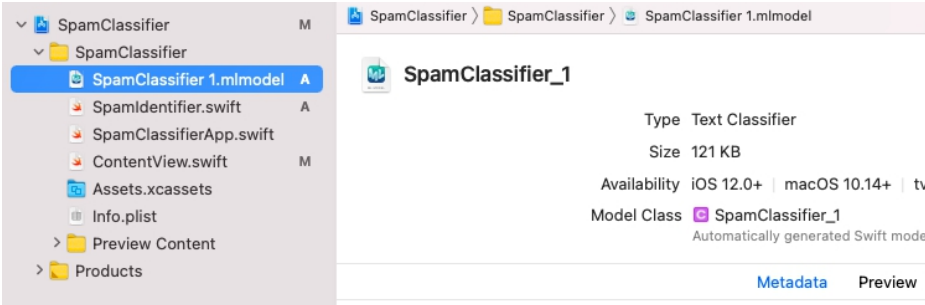 SpamClassifier M
SpamClassifier
SpamClassifier 1.mlmodel A
SpamIdentifier.swift A
SpamClassifierApp.swift
ContentView.swift M
Assets.xcassets
Info.plist
Preview Content
Products
SpamClassifier SpamClassifier SpamClassifier 1.mlmodel
SpamClassifier_1
Type Text Classifier
Size 121 KB
Availability iOS 12.0+ | macOS 10.14+ | tv
Model Class C SpamClassifier_1
Automatically generated Swift mode
Metadata Preview